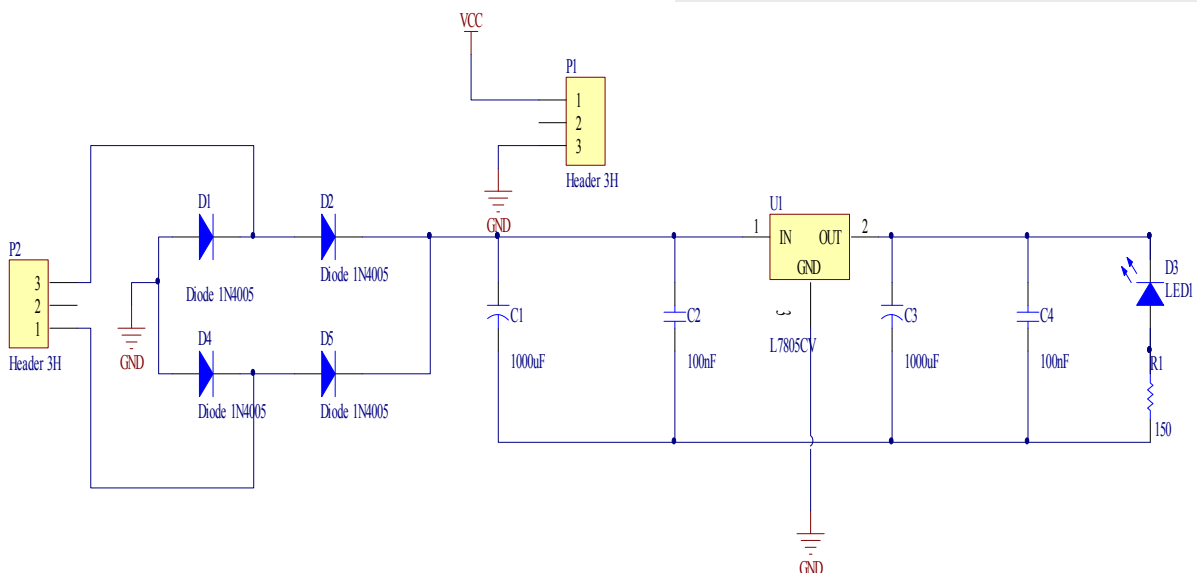 VCC
P1
1
2
3
Header 3H
GND
D1
D2
Diode 1N4005
Diode 1N4005
P2
3
2
1
Header 3H
GND
D4
D5
Diode 1N4005
Diode 1N4005
C1
1000uF
C2
100nF
U1
1
IN
OUT
2
GND
3
L7805CV
C3
1000uF
C4
100nF
D3
LED1
R1
150
GND